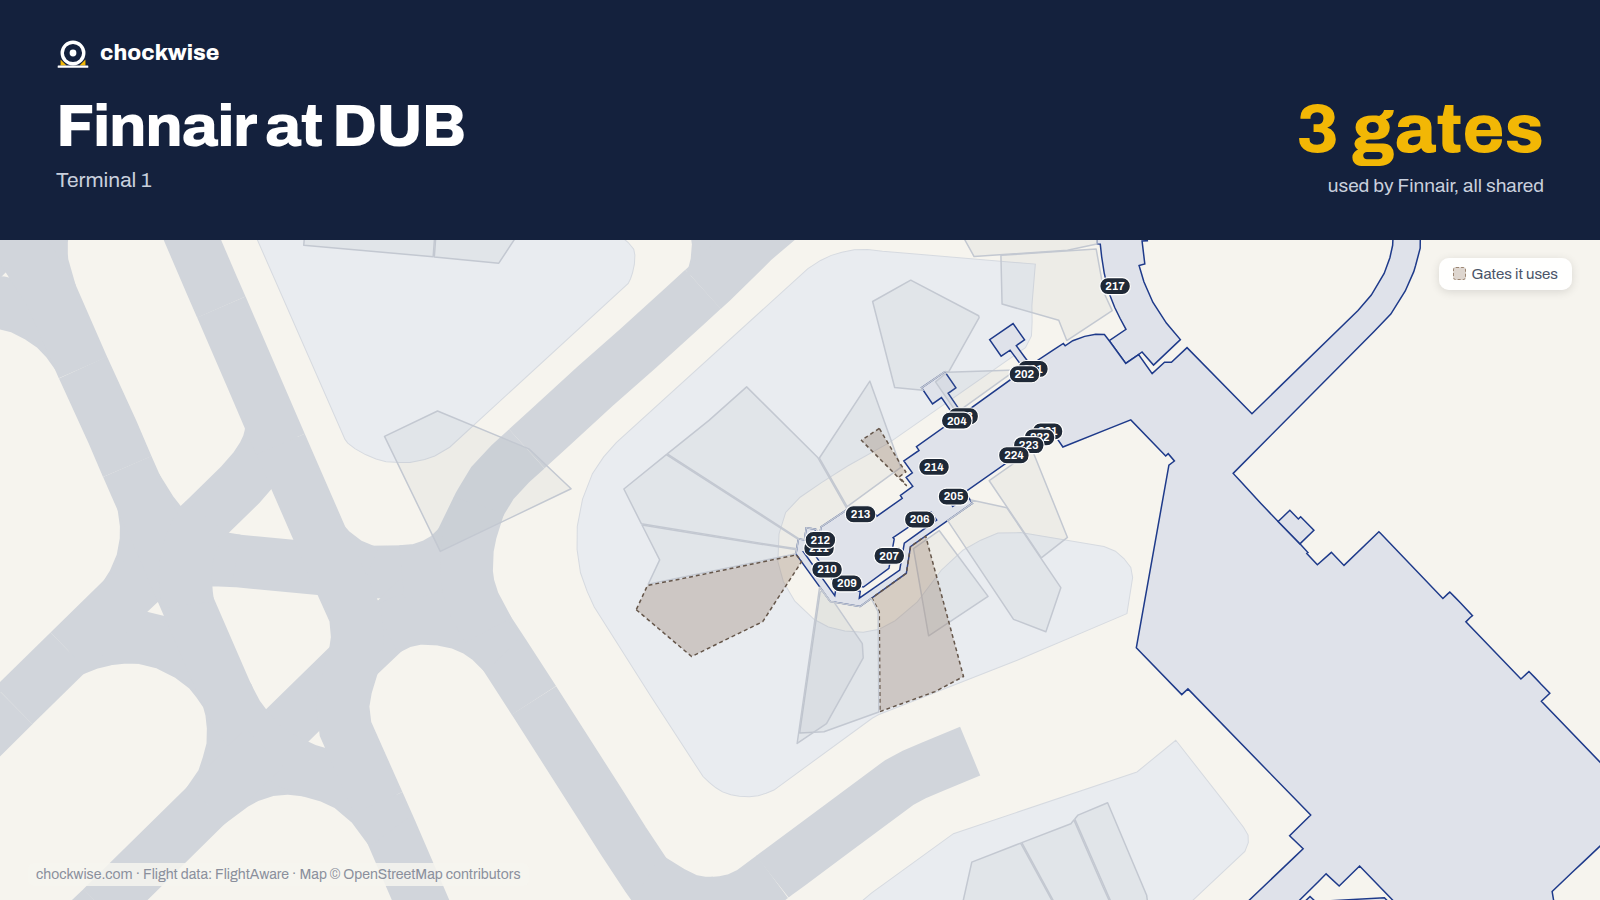 chockwise
Finnair at DUB
Terminal 1
3 gates
used by Finnair, all shared
Gates it uses
217
202
204
214
224
223
205
213
206
212
207
210
209
chockwise.com · Flight data: FlightAware · Map © OpenStreetMap contributors